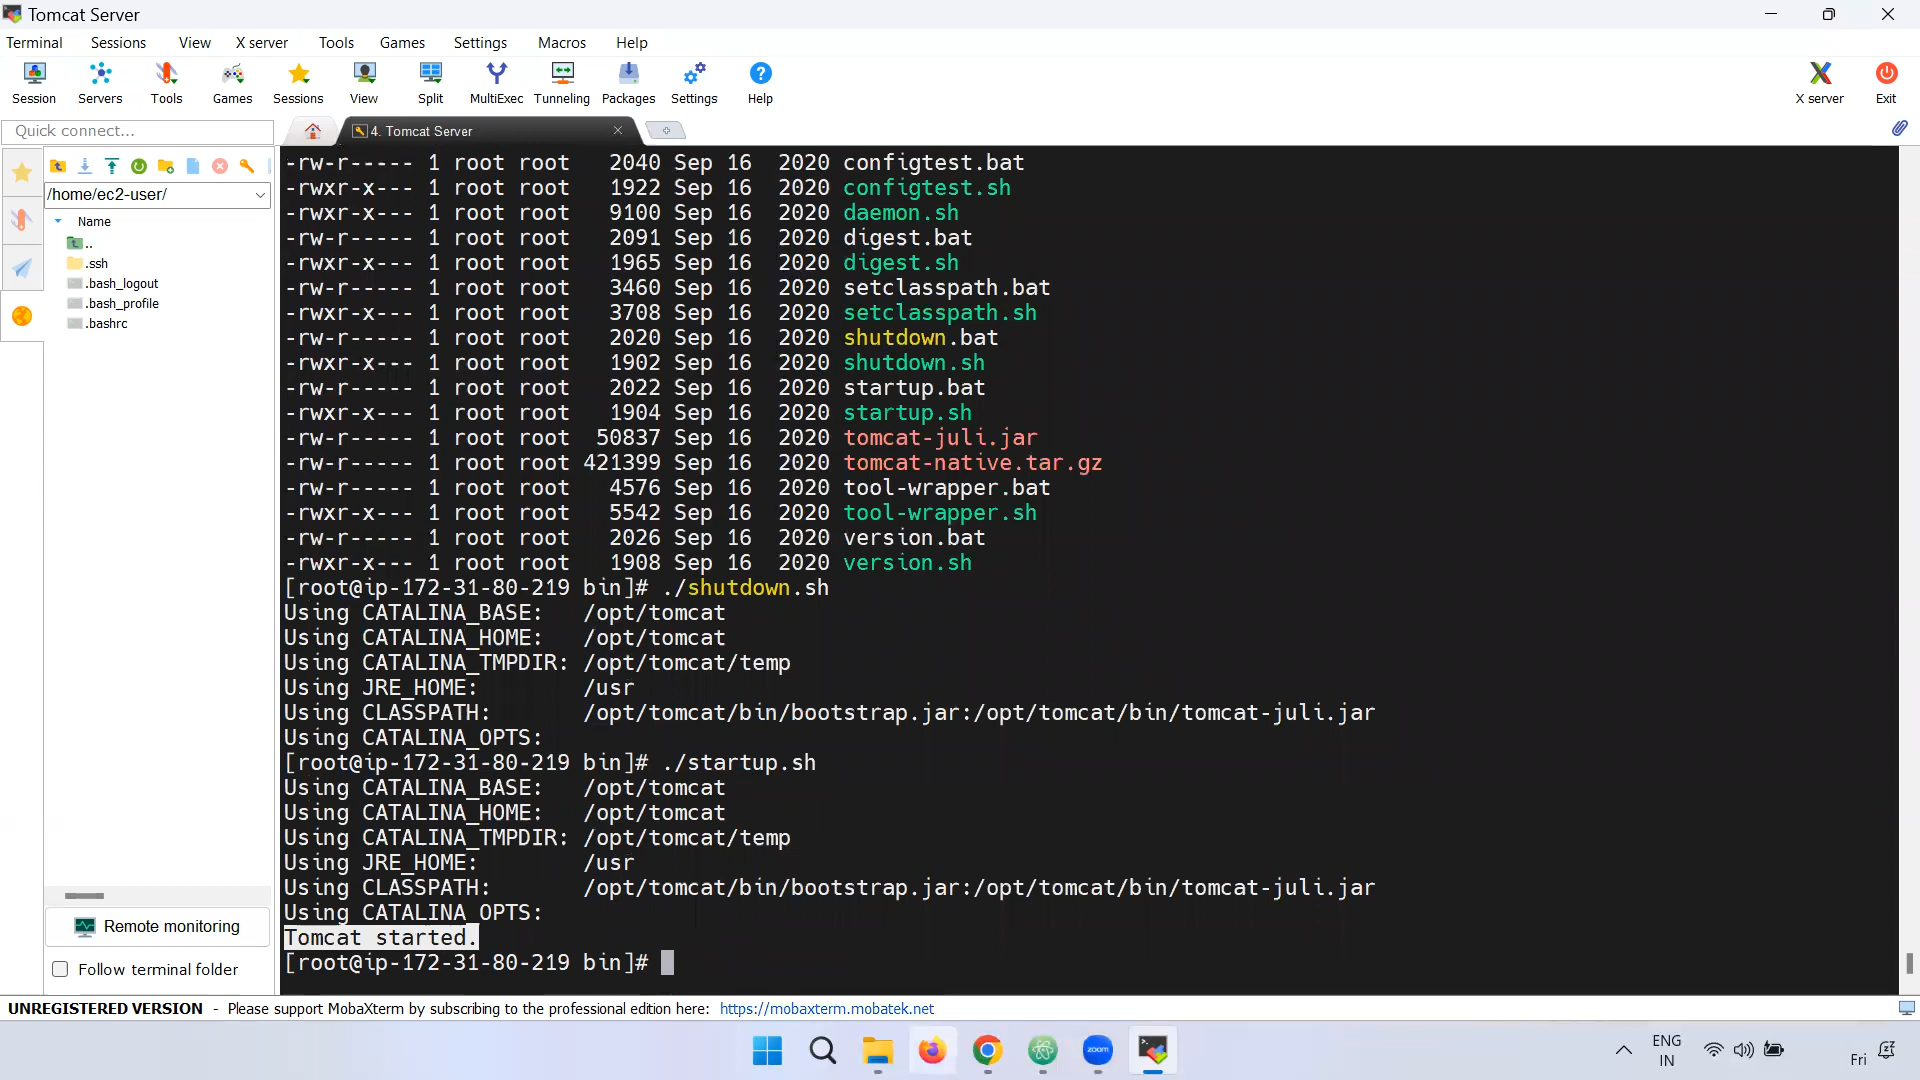 Tomcat Server
Terminal Sessions View X server Tools Games Settings Macros Help
Session Servers Tools Games Sessions View Split MultiExec Tunneling Packages Settings Help X server Exit
Quick connect...
4. Tomcat Server
/home/ec2-user/
Name
..
.ssh
.bash_logout
.bash_profile
.bashrc
-rw-r----- 1 root root 2040 Sep 16 2020 configtest.bat
-rwxr-x--- 1 root root 1922 Sep 16 2020 configtest.sh
-rwxr-x--- 1 root root 9100 Sep 16 2020 daemon.sh
-rw-r----- 1 root root 2091 Sep 16 2020 digest.bat
-rwxr-x--- 1 root root 1965 Sep 16 2020 digest.sh
-rw-r----- 1 root root 3460 Sep 16 2020 setclasspath.bat
-rwxr-x--- 1 root root 3708 Sep 16 2020 setclasspath.sh
-rw-r----- 1 root root 2020 Sep 16 2020 shutdown.bat
-rwxr-x--- 1 root root 1902 Sep 16 2020 shutdown.sh
-rw-r----- 1 root root 2022 Sep 16 2020 startup.bat
-rwxr-x--- 1 root root 1904 Sep 16 2020 startup.sh
-rw-r----- 1 root root 50837 Sep 16 2020 tomcat-juli.jar
-rw-r----- 1 root root 421399 Sep 16 2020 tomcat-native.tar.gz
-rw-r----- 1 root root 4576 Sep 16 2020 tool-wrapper.bat
-rwxr-x--- 1 root root 5542 Sep 16 2020 tool-wrapper.sh
-rw-r----- 1 root root 2026 Sep 16 2020 version.bat
-rwxr-x--- 1 root root 1908 Sep 16 2020 version.sh
[root@ip-172-31-80-219 bin]# ./shutdown.sh
Using CATALINA_BASE: /opt/tomcat
Using CATALINA_HOME: /opt/tomcat
Using CATALINA_TMPDIR: /opt/tomcat/temp
Using JRE_HOME: /usr
Using CLASSPATH: /opt/tomcat/bin/bootstrap.jar:/opt/tomcat/bin/tomcat-juli.jar
Using CATALINA_OPTS:
[root@ip-172-31-80-219 bin]# ./startup.sh
Using CATALINA_BASE: /opt/tomcat
Using CATALINA_HOME: /opt/tomcat
Using CATALINA_TMPDIR: /opt/tomcat/temp
Using JRE_HOME: /usr
Using CLASSPATH: /opt/tomcat/bin/bootstrap.jar:/opt/tomcat/bin/tomcat-juli.jar
Using CATALINA_OPTS:
Tomcat started.
[root@ip-172-31-80-219 bin]#
Remote monitoring
Follow terminal folder
UNREGISTERED VERSION - Please support MobaXterm by subscribing to the professional edition here: https://mobaxterm.mobatek.net
zoom
ENG
IN
Fri